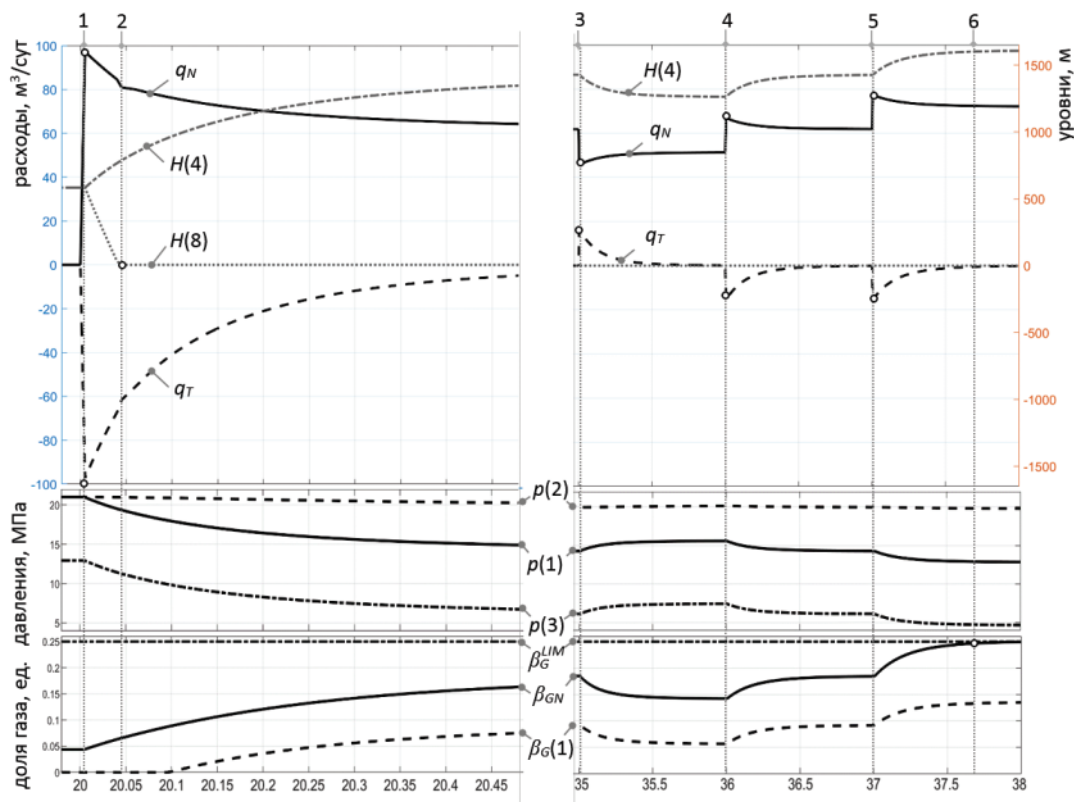 1 2 3 4 5 6
расходы, м³/сут
100
80
60
40
20
0
-20
-40
-60
-80
-100
qN
H(4)
H(8)
qT
H(4)
qN
qT
уровни, м
1500
1000
500
0
-500
-1000
-1500
давления, МПа
20
15
10
5
p(2)
p(1)
p(3)
доля газа, ед.
0.25
0.2
0.15
0.1
0.05
0
βG^LIM
βGN
βG(1)
20 20.05 20.1 20.15 20.2 20.25 20.3 20.35 20.4 20.45
35 35.5 36 36.5 37 37.5 38